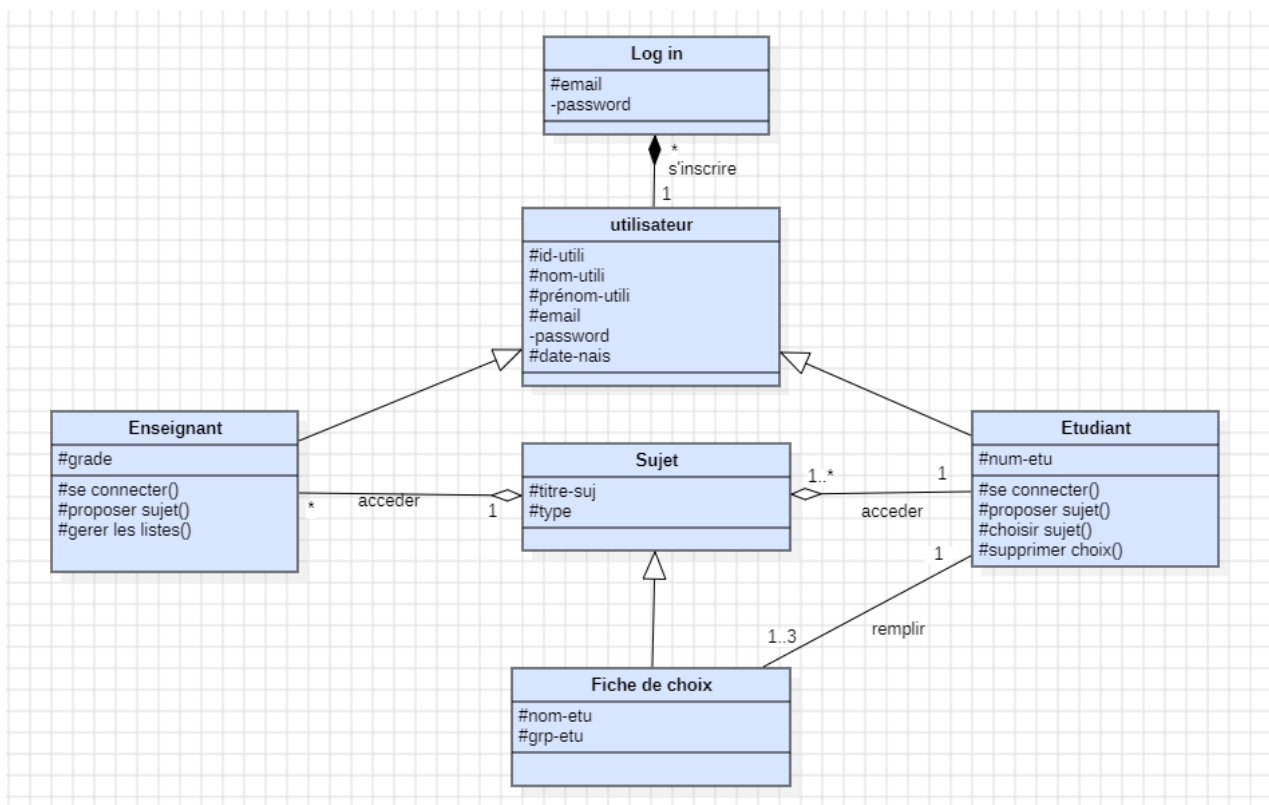 Log in
#email
-password
*
s'inscrire
1
utilisateur
#id-utili
#nom-utili
#prénom-utili
#email
-password
#date-nais
Enseignant
#grade
#se connecter()
#proposer sujet()
#gerer les listes()
*
acceder
1
Sujet
#titre-suj
#type
1..*
1
acceder
Etudiant
#num-etu
#se connecter()
#proposer sujet()
#choisir sujet()
#supprimer choix()
1
remplir
1..3
Fiche de choix
#nom-etu
#grp-etu